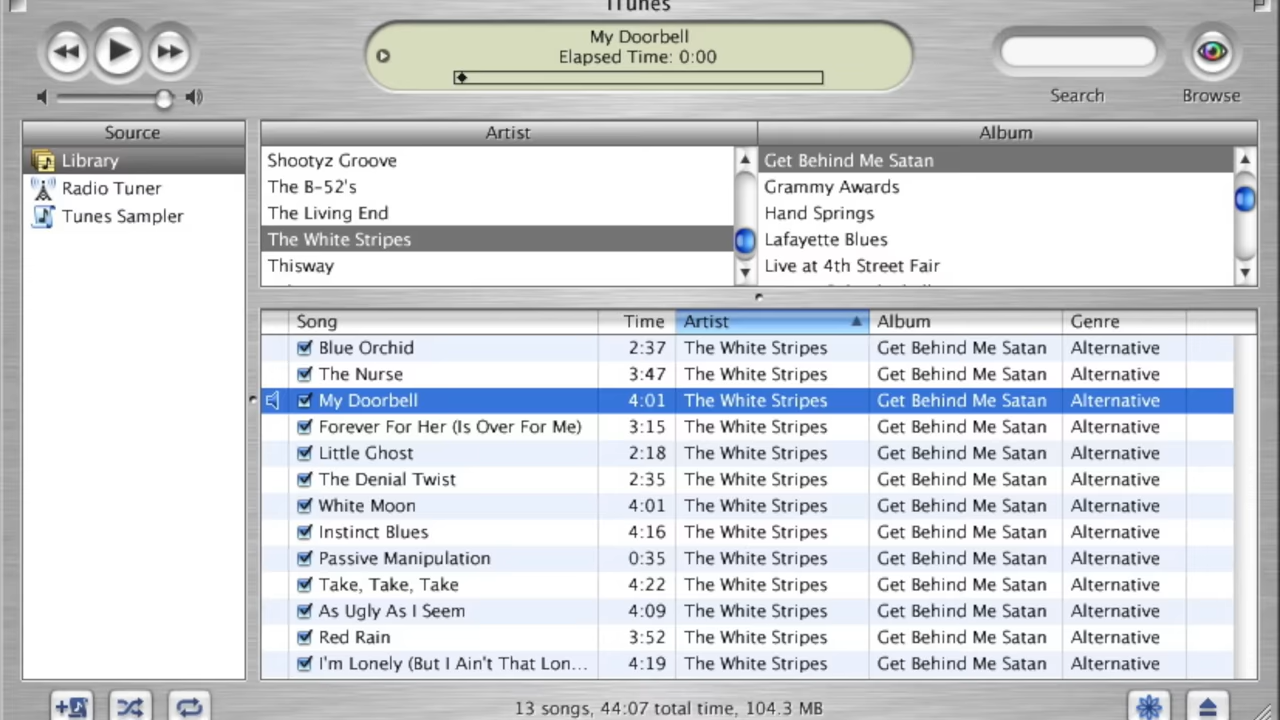 iTunes
My Doorbell
Elapsed Time: 0:00
Search
Browse
Source
Library
Radio Tuner
Tunes Sampler
Artist Album
Shootyz Groove Get Behind Me Satan
The B-52's Grammy Awards
The Living End Hand Springs
The White Stripes Lafayette Blues
Thisway Live at 4th Street Fair
Song Time Artist Album Genre
Blue Orchid 2:37 The White Stripes Get Behind Me Satan Alternative
The Nurse 3:47 The White Stripes Get Behind Me Satan Alternative
My Doorbell 4:01 The White Stripes Get Behind Me Satan Alternative
Forever For Her (Is Over For Me) 3:15 The White Stripes Get Behind Me Satan Alternative
Little Ghost 2:18 The White Stripes Get Behind Me Satan Alternative
The Denial Twist 2:35 The White Stripes Get Behind Me Satan Alternative
White Moon 4:01 The White Stripes Get Behind Me Satan Alternative
Instinct Blues 4:16 The White Stripes Get Behind Me Satan Alternative
Passive Manipulation 0:35 The White Stripes Get Behind Me Satan Alternative
Take, Take, Take 4:22 The White Stripes Get Behind Me Satan Alternative
As Ugly As I Seem 4:09 The White Stripes Get Behind Me Satan Alternative
Red Rain 3:52 The White Stripes Get Behind Me Satan Alternative
I'm Lonely (But I Ain't That Lon... 4:19 The White Stripes Get Behind Me Satan Alternative
13 songs, 44:07 total time, 104.3 MB